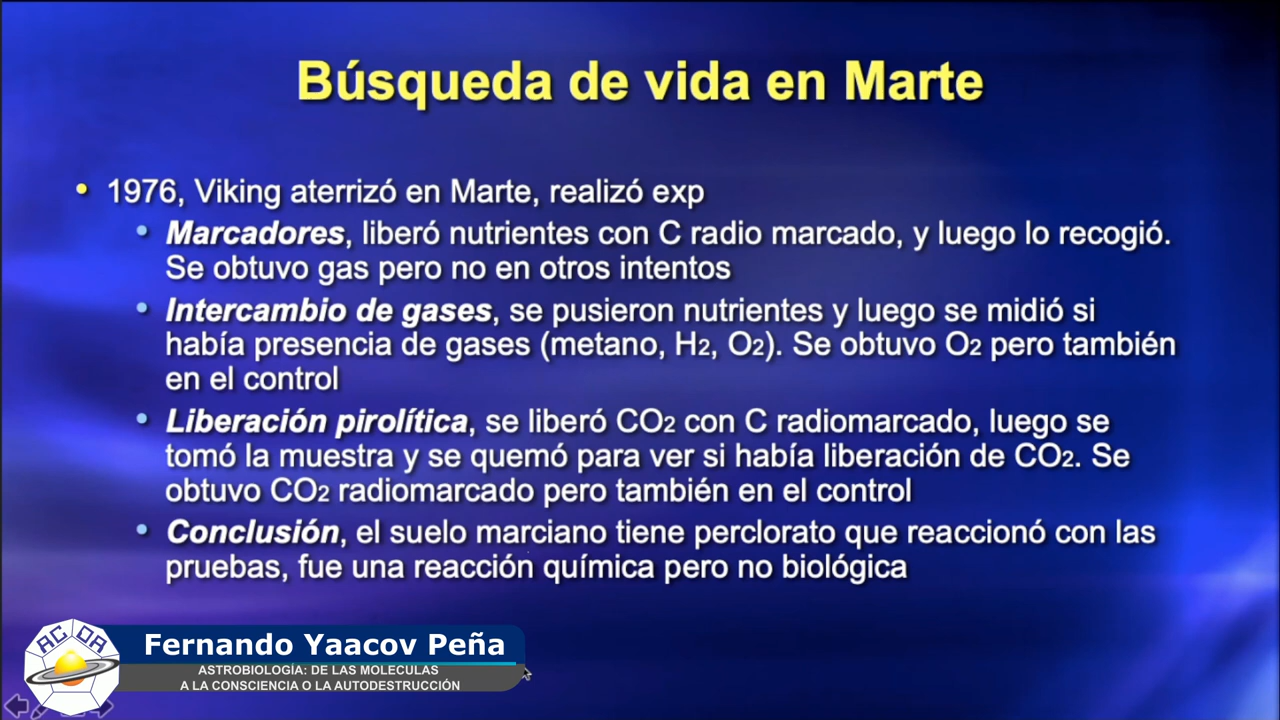 Búsqueda de vida en Marte
• 1976, Viking aterrizó en Marte, realizó exp
• Marcadores, liberó nutrientes con C radio marcado, y luego lo recogió.
Se obtuvo gas pero no en otros intentos
• Intercambio de gases, se pusieron nutrientes y luego se midió si
había presencia de gases (metano, H2, O2). Se obtuvo O2 pero también
en el control
• Liberación pirolítica, se liberó CO2 con C radiomarcado, luego se
tomó la muestra y se quemó para ver si había liberación de CO2. Se
obtuvo CO2 radiomarcado pero también en el control
• Conclusión, el suelo marciano tiene perclorato que reaccionó con las
pruebas, fue una reacción química pero no biológica
ACDA
Fernando Yaacov Peña
ASTROBIOLOGÍA: DE LAS MOLECULAS
A LA CONSCIENCIA O LA AUTODESTRUCCIÓN